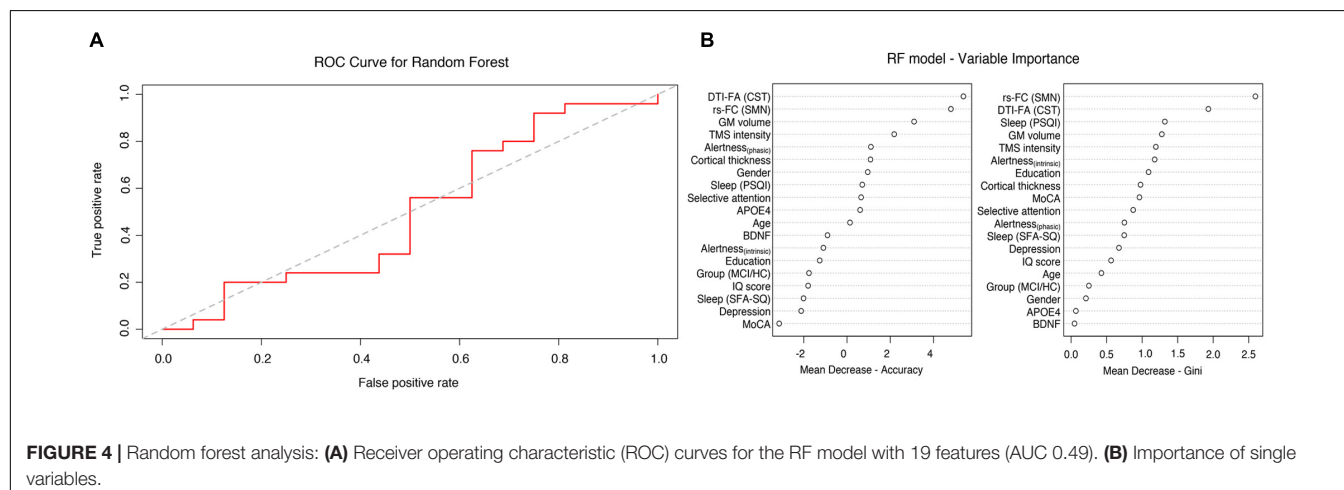 A
ROC Curve for Random Forest
True positive rate
1.0
0.8
0.6
0.4
0.2
0.0
0.0 0.2 0.4 0.6 0.8 1.0
False positive rate
B
RF model - Variable Importance
DTI-FA (CST)
rs-FC (SMN)
GM volume
TMS intensity
Alertness(phasic)
Cortical thickness
Gender
Sleep (PSQI)
Selective attention
APOE4
Age
BDNF
Alertness(intrinsic)
Education
Group (MCI/HC)
IQ score
Sleep (SFA-SQ)
Depression
MoCA
-2 0 2 4
Mean Decrease - Accuracy
rs-FC (SMN)
DTI-FA (CST)
Sleep (PSQI)
GM volume
TMS intensity
Alertness(intrinsic)
Education
Cortical thickness
MoCA
Selective attention
Alertness(phasic)
Sleep (SFA-SQ)
Depression
IQ score
Age
Group (MCI/HC)
Gender
APOE4
BDNF
0.0 0.5 1.0 1.5 2.0 2.5
Mean Decrease - Gini
FIGURE 4 | Random forest analysis: (A) Receiver operating characteristic (ROC) curves for the RF model with 19 features (AUC 0.49). (B) Importance of single
variables.